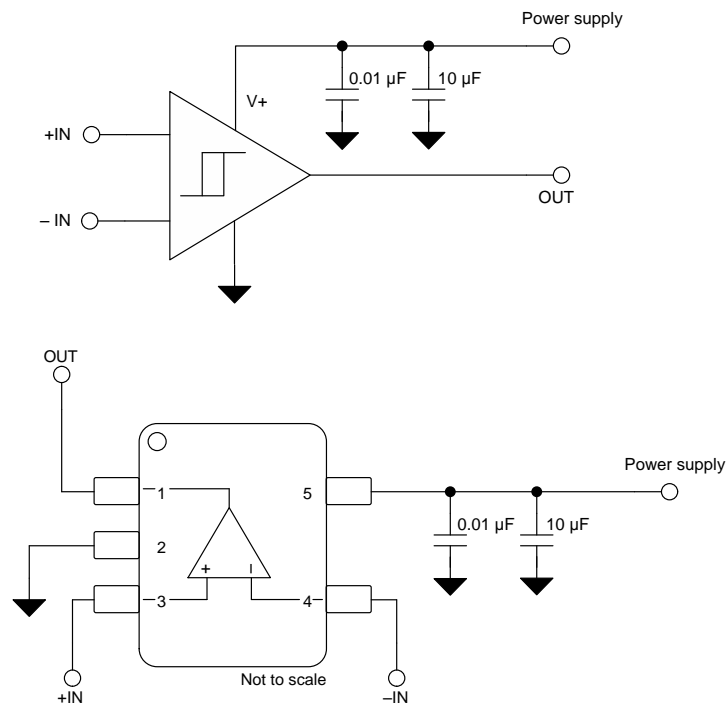 Power supply
0.01 µF
10 µF
V+
+IN
– IN
OUT
OUT
Power supply
1
5
2
0.01 µF
10 µF
+
–
3
4
Not to scale
+IN
–IN